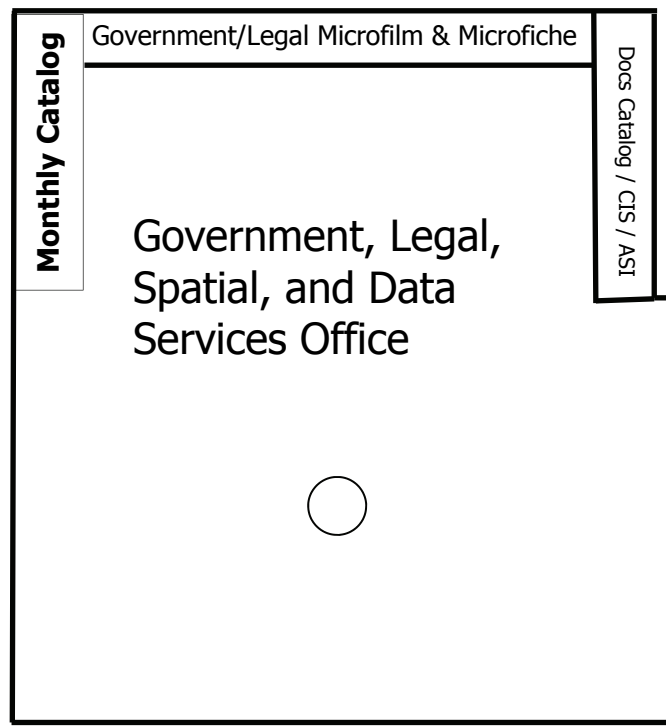 Government/Legal Microfilm & Microfiche
Monthly Catalog
Docs Catalog / CIS / ASI
Government, Legal,
Spatial, and Data
Services Office